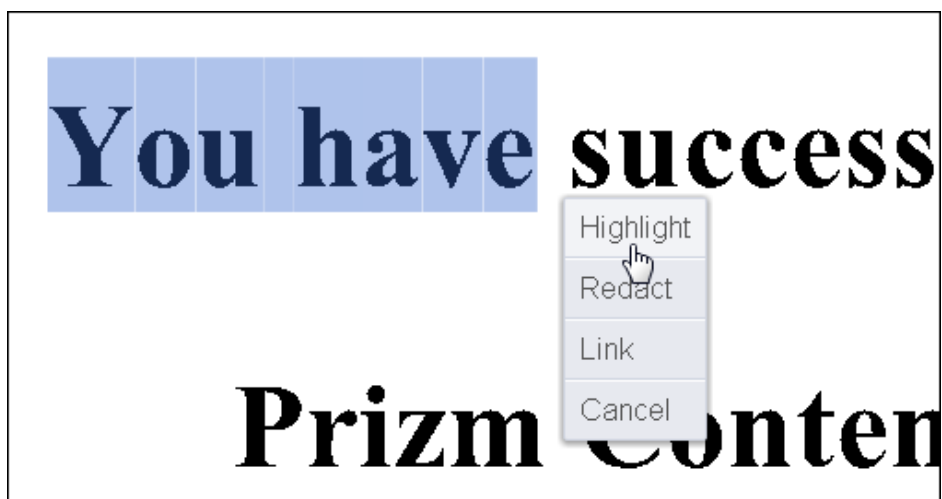 You have success
Highlight
Redact
Link
Cancel
Prizm Conten